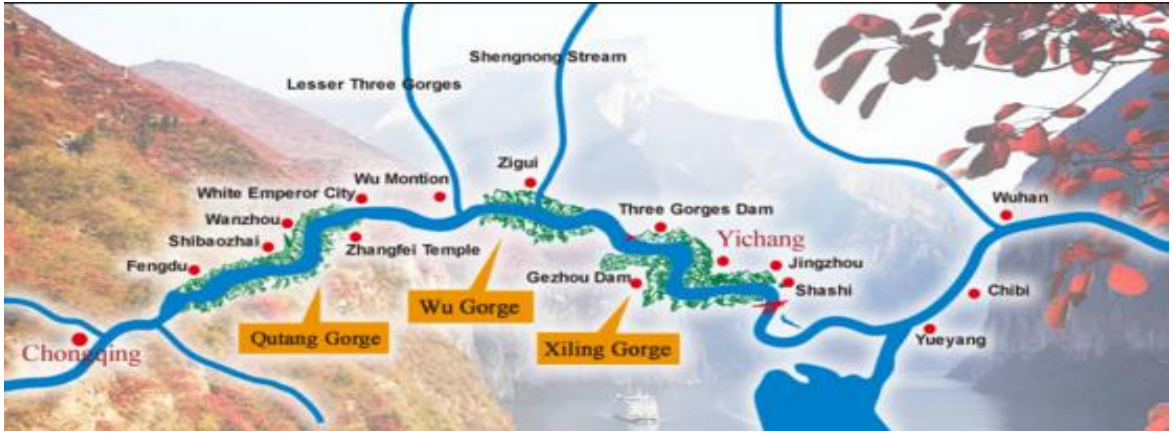 Shengnong Stream
Lesser Three Gorges
Zigui
Wu Montion
White Emperor City
Wanzhou
Shibaozhai
Fengdu
Zhangfei Temple
Three Gorges Dam
Yichang
Wuhan
Jingzhou
Gezhou Dam
Shashi
Chibi
Wu Gorge
Qutang Gorge
Xiling Gorge
Yueyang
Chongqing